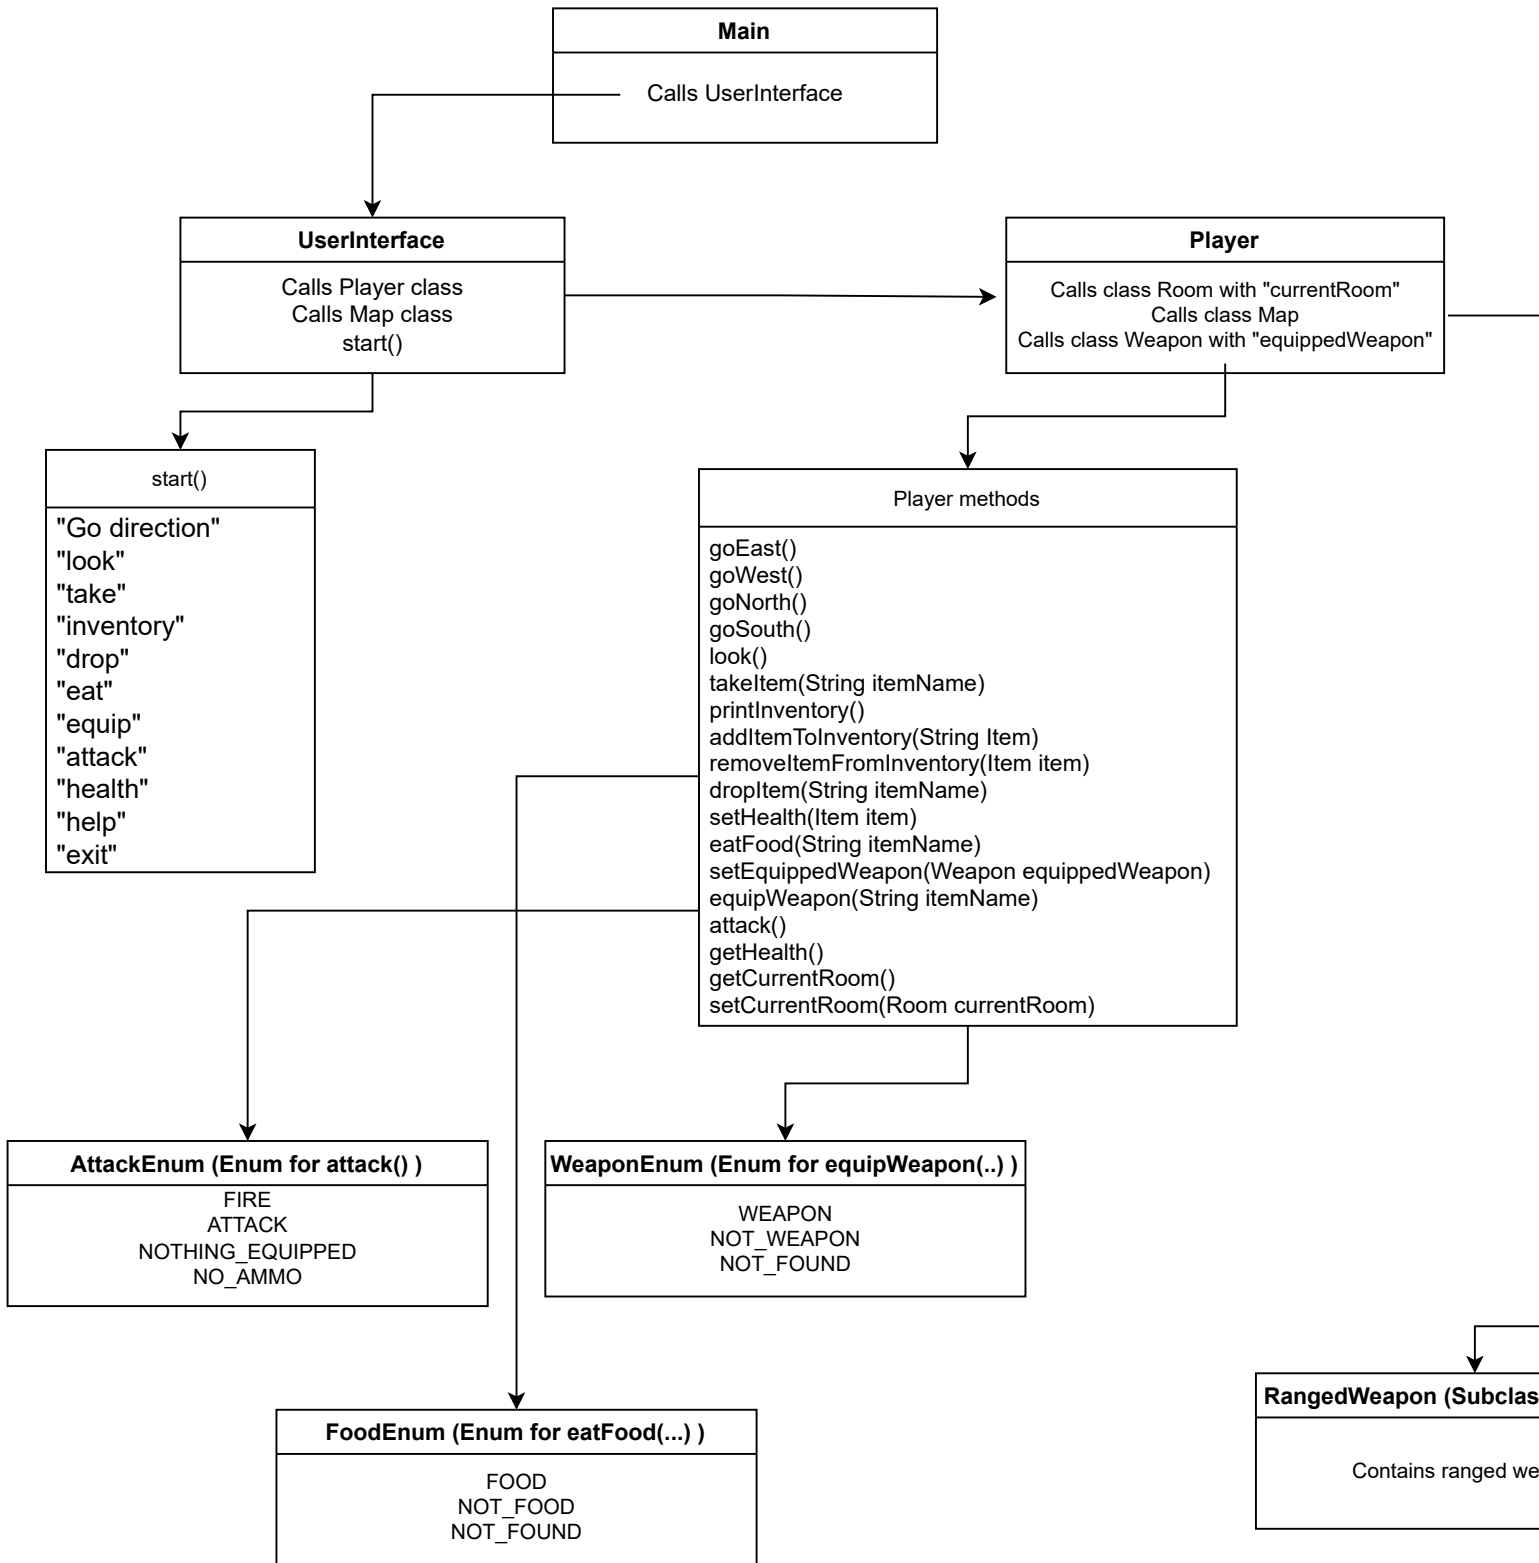 Main
Calls UserInterface
UserInterface
Calls Player class
Calls Map class
start()
Player
Calls class Room with "currentRoom"
Calls class Map
Calls class Weapon with "equippedWeapon"
start()
"Go direction"
"look"
"take"
"inventory"
"drop"
"eat"
"equip"
"attack"
"health"
"help"
"exit"
Player methods
goEast()
goWest()
goNorth()
goSouth()
look()
takeItem(String itemName)
printInventory()
addItemToInventory(String Item)
removeItemFromInventory(Item item)
dropItem(String itemName)
setHealth(Item item)
eatFood(String itemName)
setEquippedWeapon(Weapon equippedWeapon)
equipWeapon(String itemName)
attack()
getHealth()
getCurrentRoom()
setCurrentRoom(Room currentRoom)
AttackEnum (Enum for attack() )
FIRE
ATTACK
NOTHING_EQUIPPED
NO_AMMO
WeaponEnum (Enum for equipWeapon(..) )
WEAPON
NOT_WEAPON
NOT_FOUND
FoodEnum (Enum for eatFood(...) )
FOOD
NOT_FOOD
NOT_FOUND
RangedWeapon (Subclas
Contains ranged we